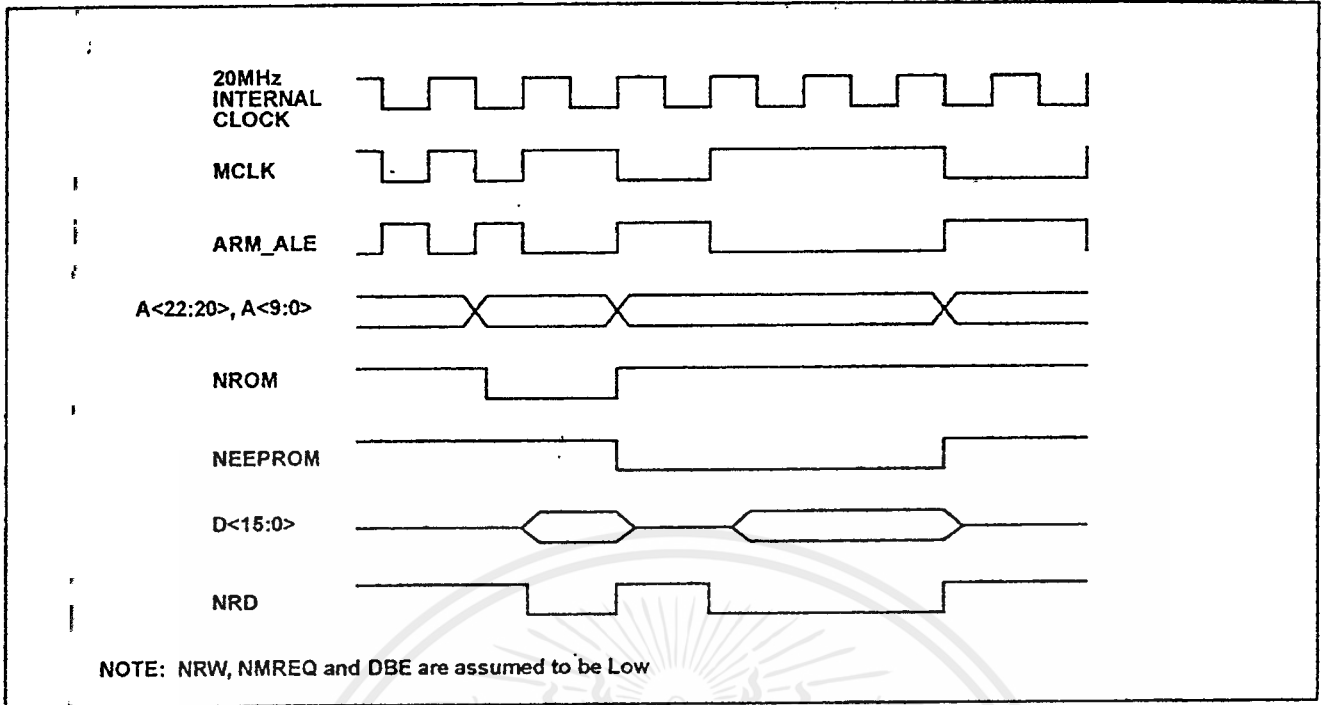 20MHz
INTERNAL
CLOCK
MCLK
ARM_ALE
A<22:20>, A<9:0>
NROM
NEEPROM
D<15:0>
NRD
NOTE: NRW, NMREQ and DBE are assumed to be Low